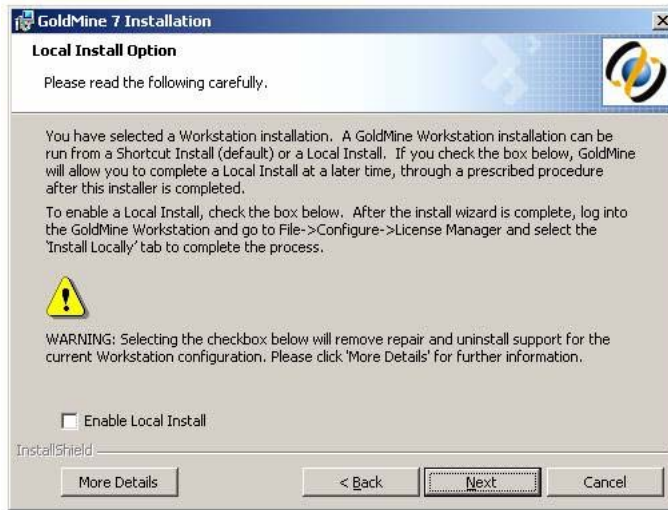 GoldMine 7 Installation
Local Install Option
Please read the following carefully.
You have selected a Workstation installation. A GoldMine Workstation installation can be
run from a Shortcut Install (default) or a Local Install. If you check the box below, GoldMine
will allow you to complete a Local Install at a later time, through a prescribed procedure
after this installer is completed.
To enable a Local Install, check the box below. After the install wizard is complete, log into
the GoldMine Workstation and go to File->Configure->License Manager and select the
'Install Locally' tab to complete the process.
WARNING: Selecting the checkbox below will remove repair and uninstall support for the
current Workstation configuration. Please click 'More Details' for further information.
Enable Local Install
InstallShield
More Details
< Back
Next
Cancel